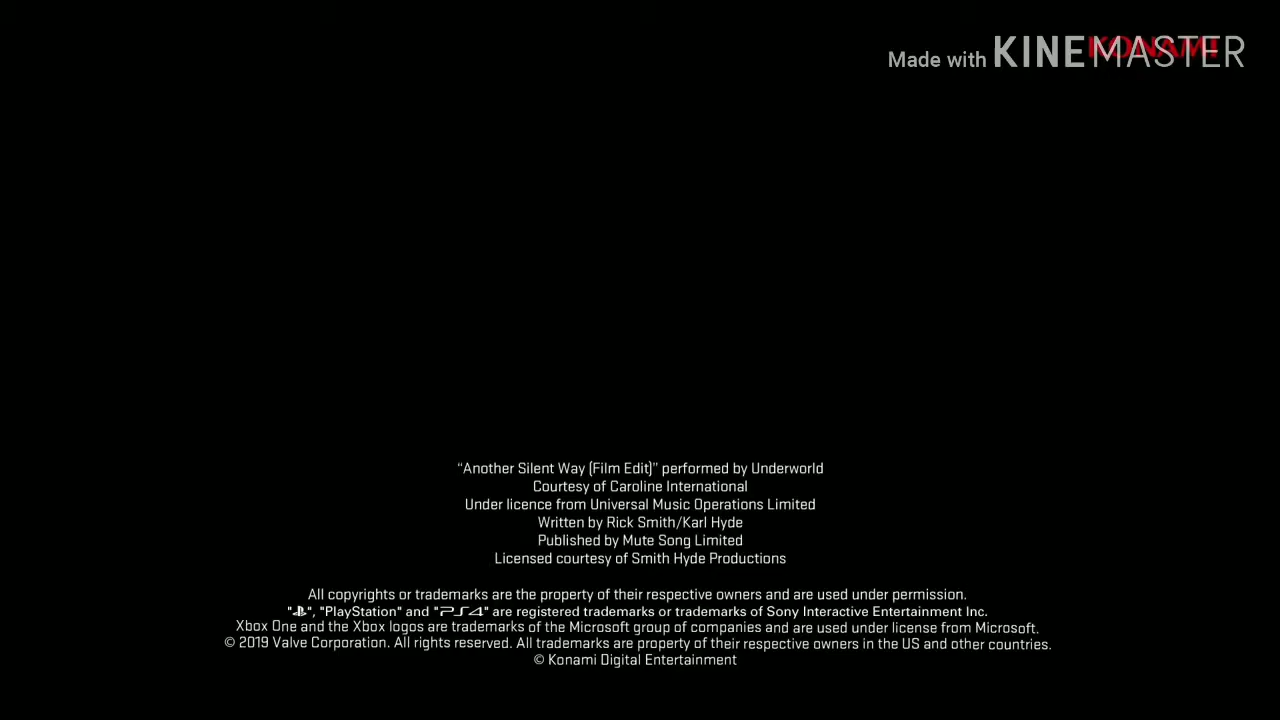 Made with KINEMASTER
KONAMI
“Another Silent Way (Film Edit)” performed by Underworld
Courtesy of Caroline International
Under licence from Universal Music Operations Limited
Written by Rick Smith/Karl Hyde
Published by Mute Song Limited
Licensed courtesy of Smith Hyde Productions
All copyrights or trademarks are the property of their respective owners and are used under permission.
"", "PlayStation" and "PS4" are registered trademarks or trademarks of Sony Interactive Entertainment Inc.
Xbox One and the Xbox logos are trademarks of the Microsoft group of companies and are used under license from Microsoft.
© 2019 Valve Corporation. All rights reserved. All trademarks are property of their respective owners in the US and other countries.
© Konami Digital Entertainment